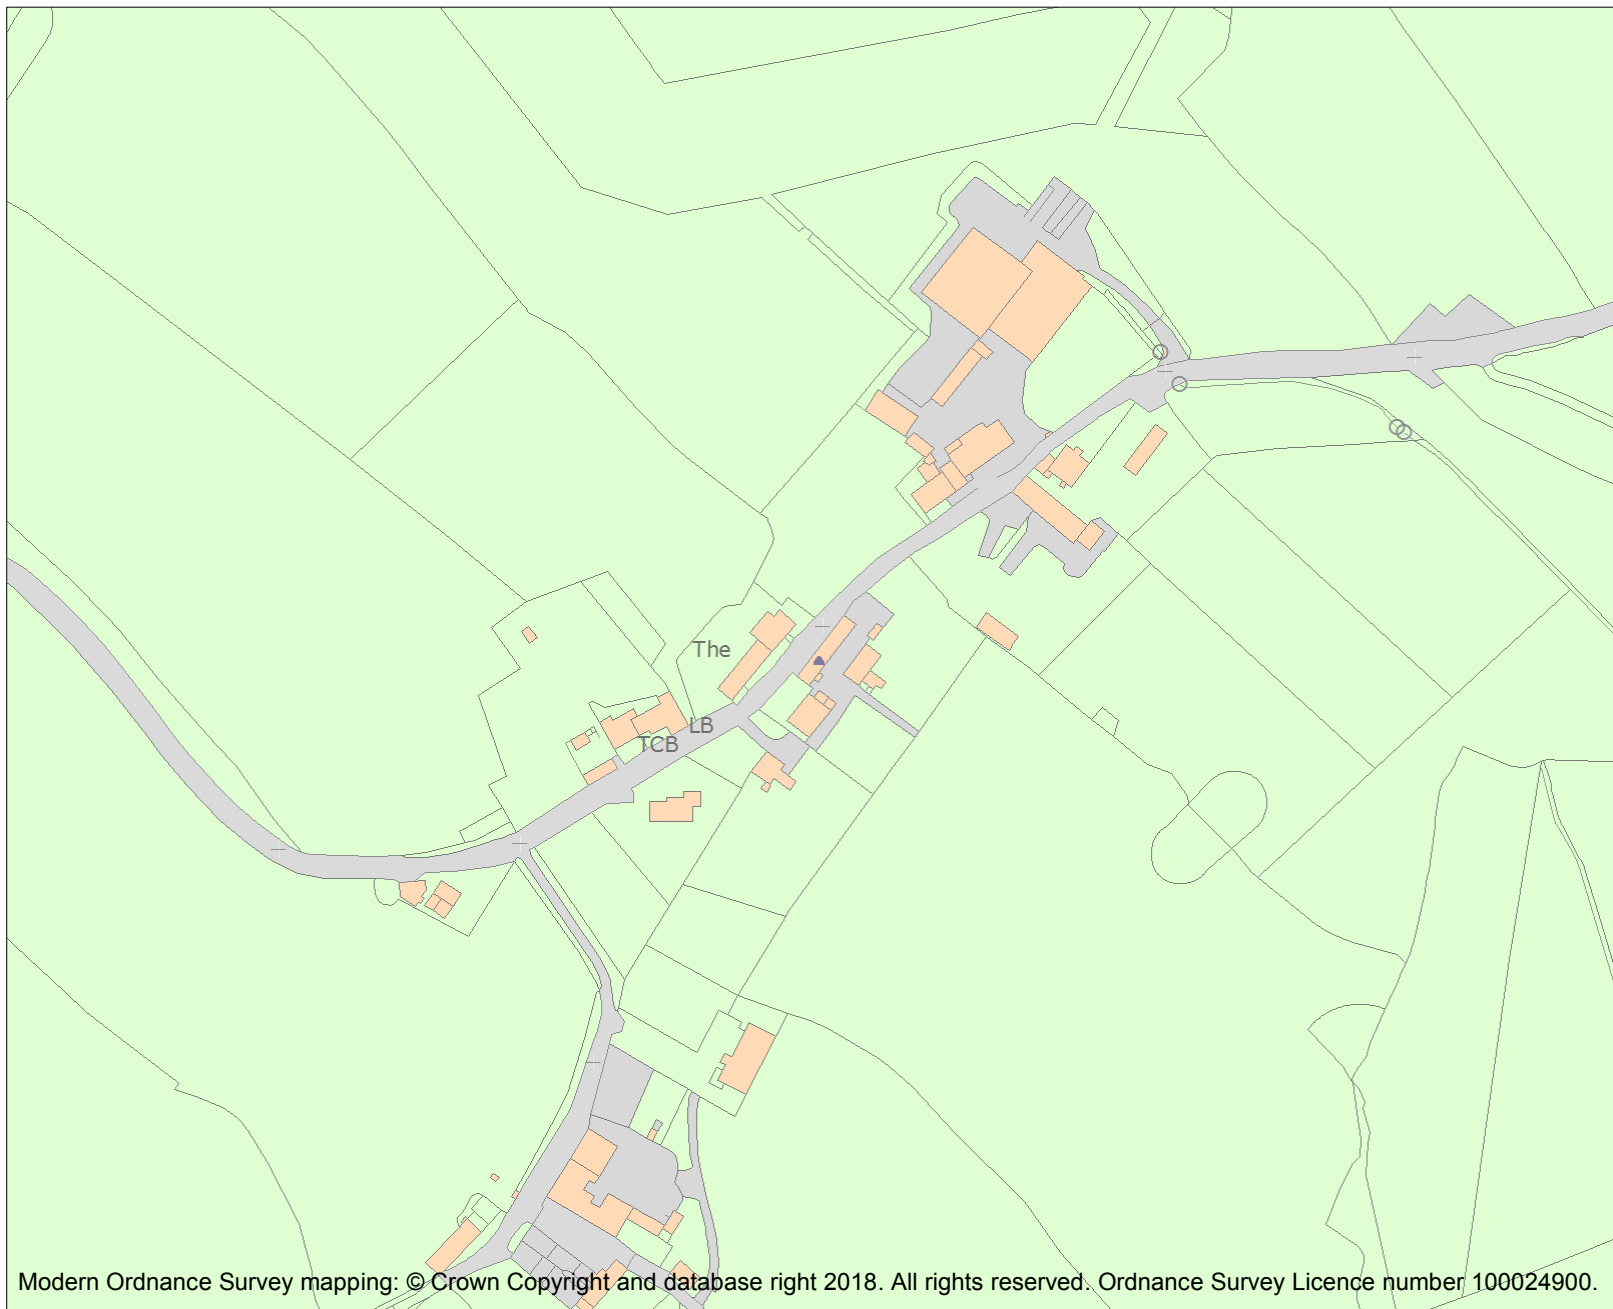 The
LB
TCB
Modern Ordnance Survey mapping: © Crown Copyright and database right 2018. All rights reserved. Ordnance Survey Licence number 100024900.